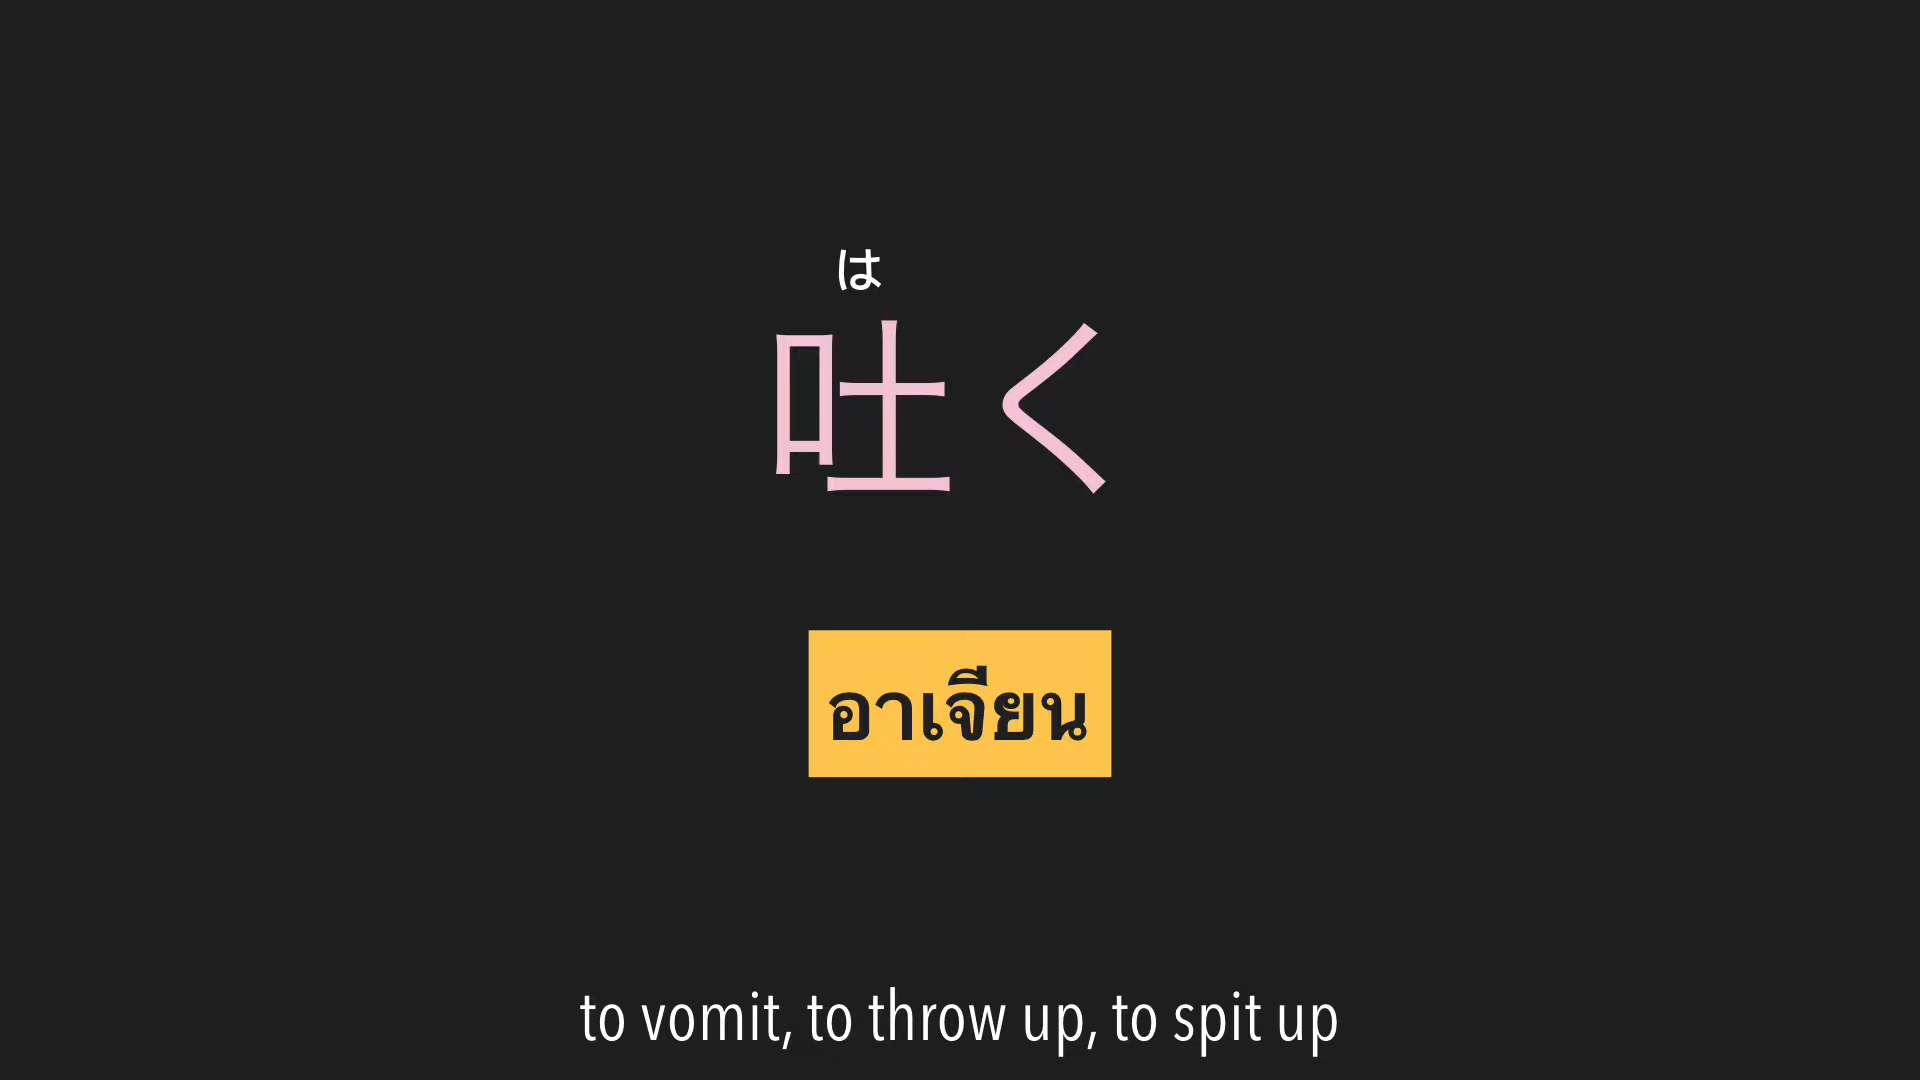 は
吐く
อาเจียน
to vomit, to throw up, to spit up